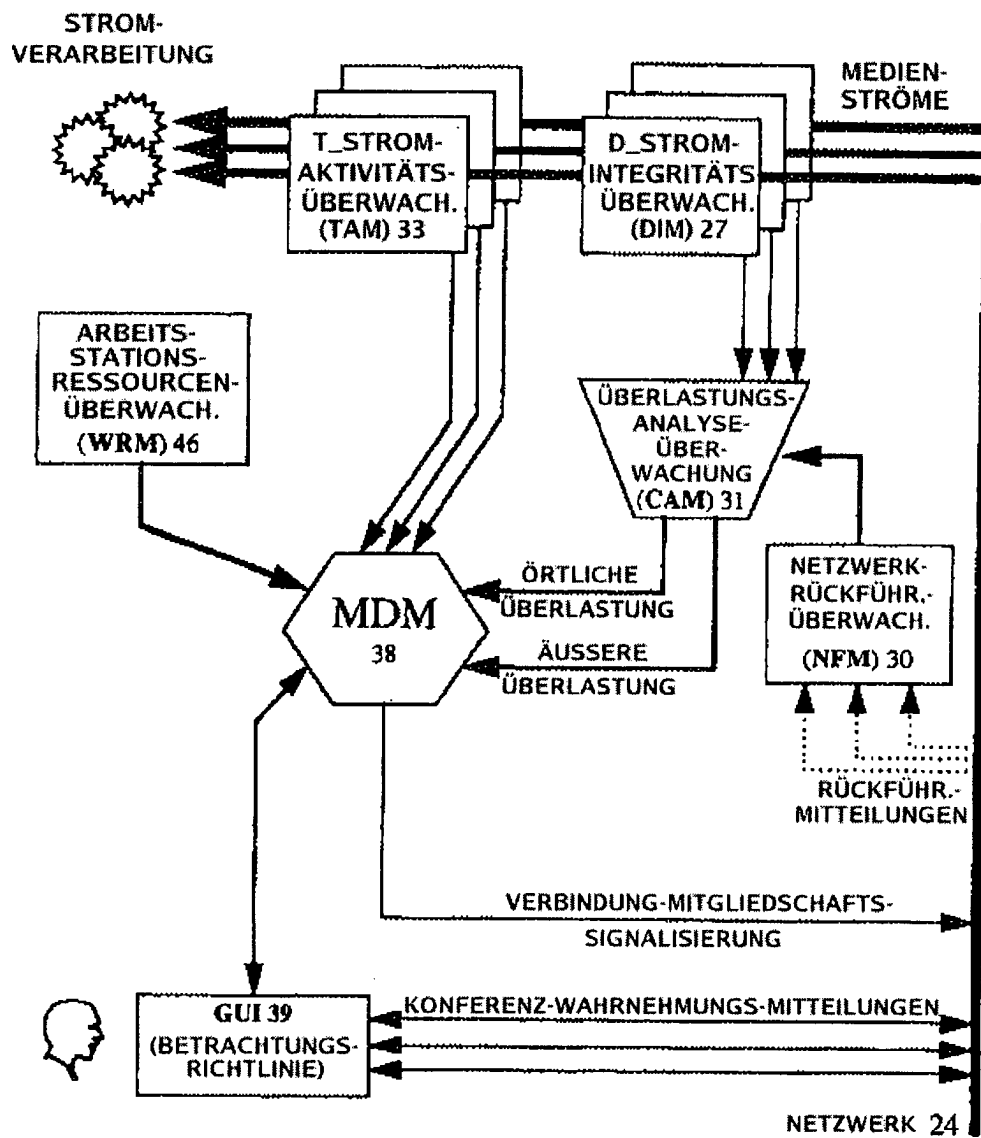 STROM-
VERARBEITUNG
MEDIEN-
STRÖME
T_STROM-
AKTIVITÄTS-
ÜBERWACH.
(TAM) 33
D_STROM-
INTEGRITÄTS
ÜBERWACH.
(DIM) 27
ARBEITS-
STATIONS-
RESSOURCEN-
ÜBERWACH.
(WRM) 46
ÜBERLASTUNGS-
ANALYSE-
ÜBER-
WACHUNG
(CAM) 31
NETZWERK-
RÜCKFÜHR.-
ÜBERWACH.
(NFM) 30
ÖRTLICHE
ÜBERLASTUNG
MDM
38
ÄUSSERE
ÜBERLASTUNG
RÜCKFÜHR.-
MITTEILUNGEN
VERBINDUNG-MITGLIEDSCHAFTS-
SIGNALISIERUNG
GUI 39
(BETRACHTUNGS-
RICHTLINIE)
KONFERENZ-WAHRNEHMUNGS-MITTEILUNGEN
NETZWERK 24